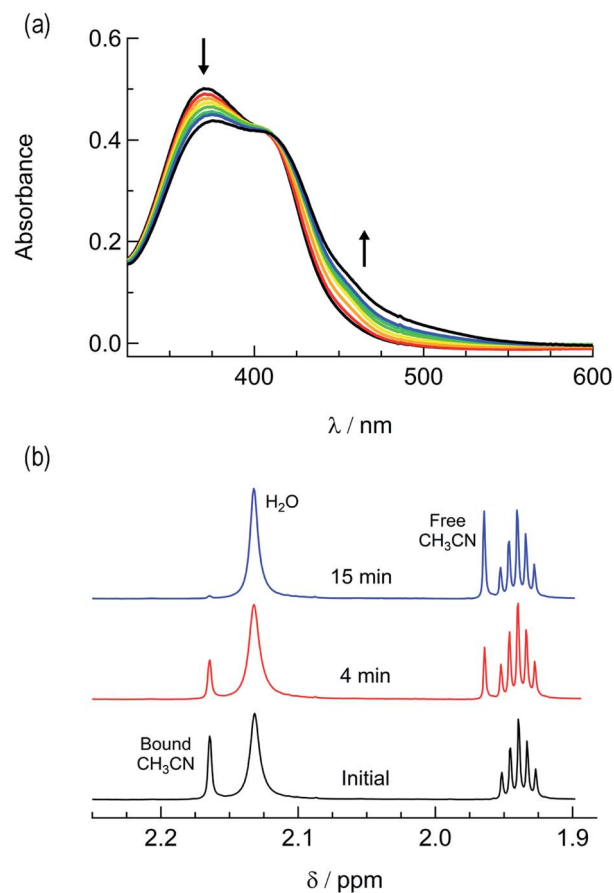 (a)
0.6
0.4
0.2
0.0
Absorbance
400
500
600
λ / nm
(b)
H₂O
Free
CH₃CN
15 min
4 min
Bound
CH₃CN
Initial
2.2
2.1
2.0
1.9
δ / ppm